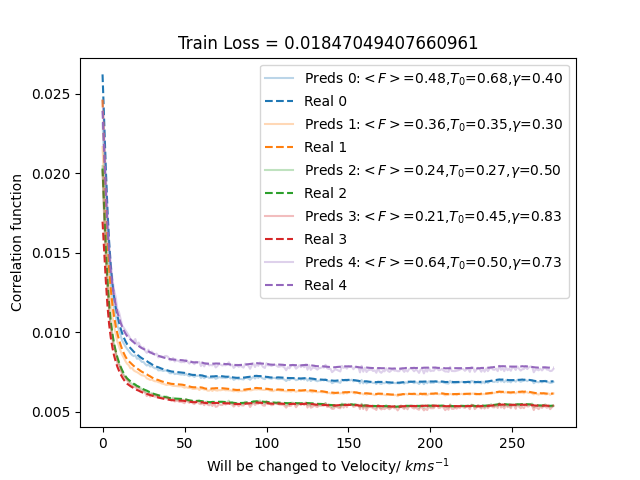 Train Loss = 0.01847049407660961
Preds 0: < F > =0.48,T₀=0.68,γ=0.40
Real 0
Preds 1: < F > =0.36,T₀=0.35,γ=0.30
Real 1
Preds 2: < F > =0.24,T₀=0.27,γ=0.50
Real 2
Preds 3: < F > =0.21,T₀=0.45,γ=0.83
Real 3
Preds 4: < F > =0.64,T₀=0.50,γ=0.73
Real 4
Correlation function
0.025
0.020
0.015
0.010
0.005
0 50 100 150 200 250
Will be changed to Velocity/ kms⁻¹